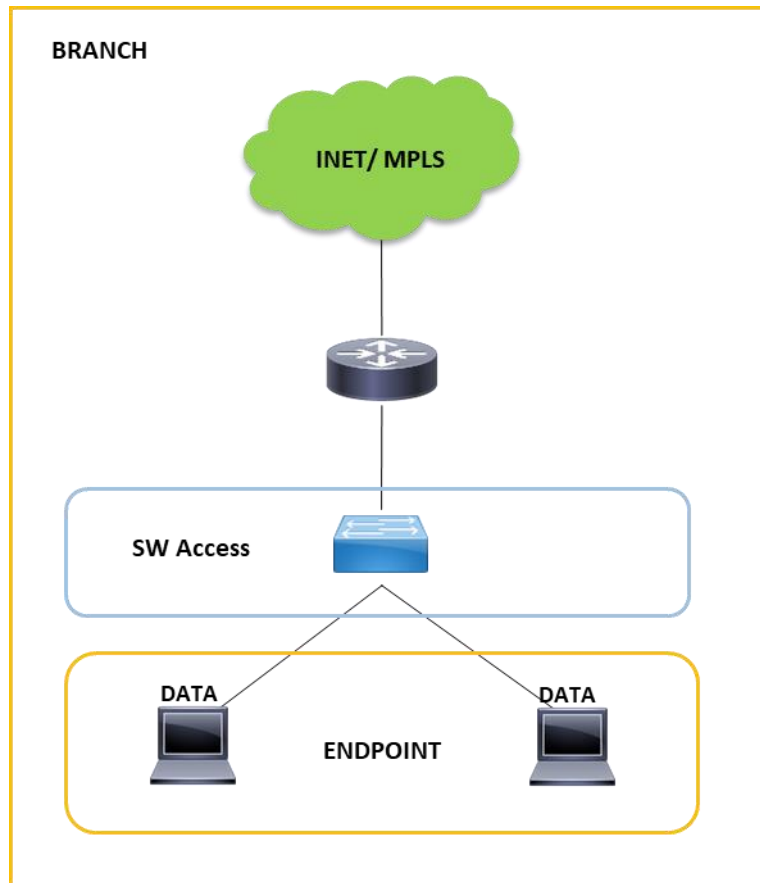 BRANCH
INET/ MPLS
SW Access
DATA
DATA
ENDPOINT